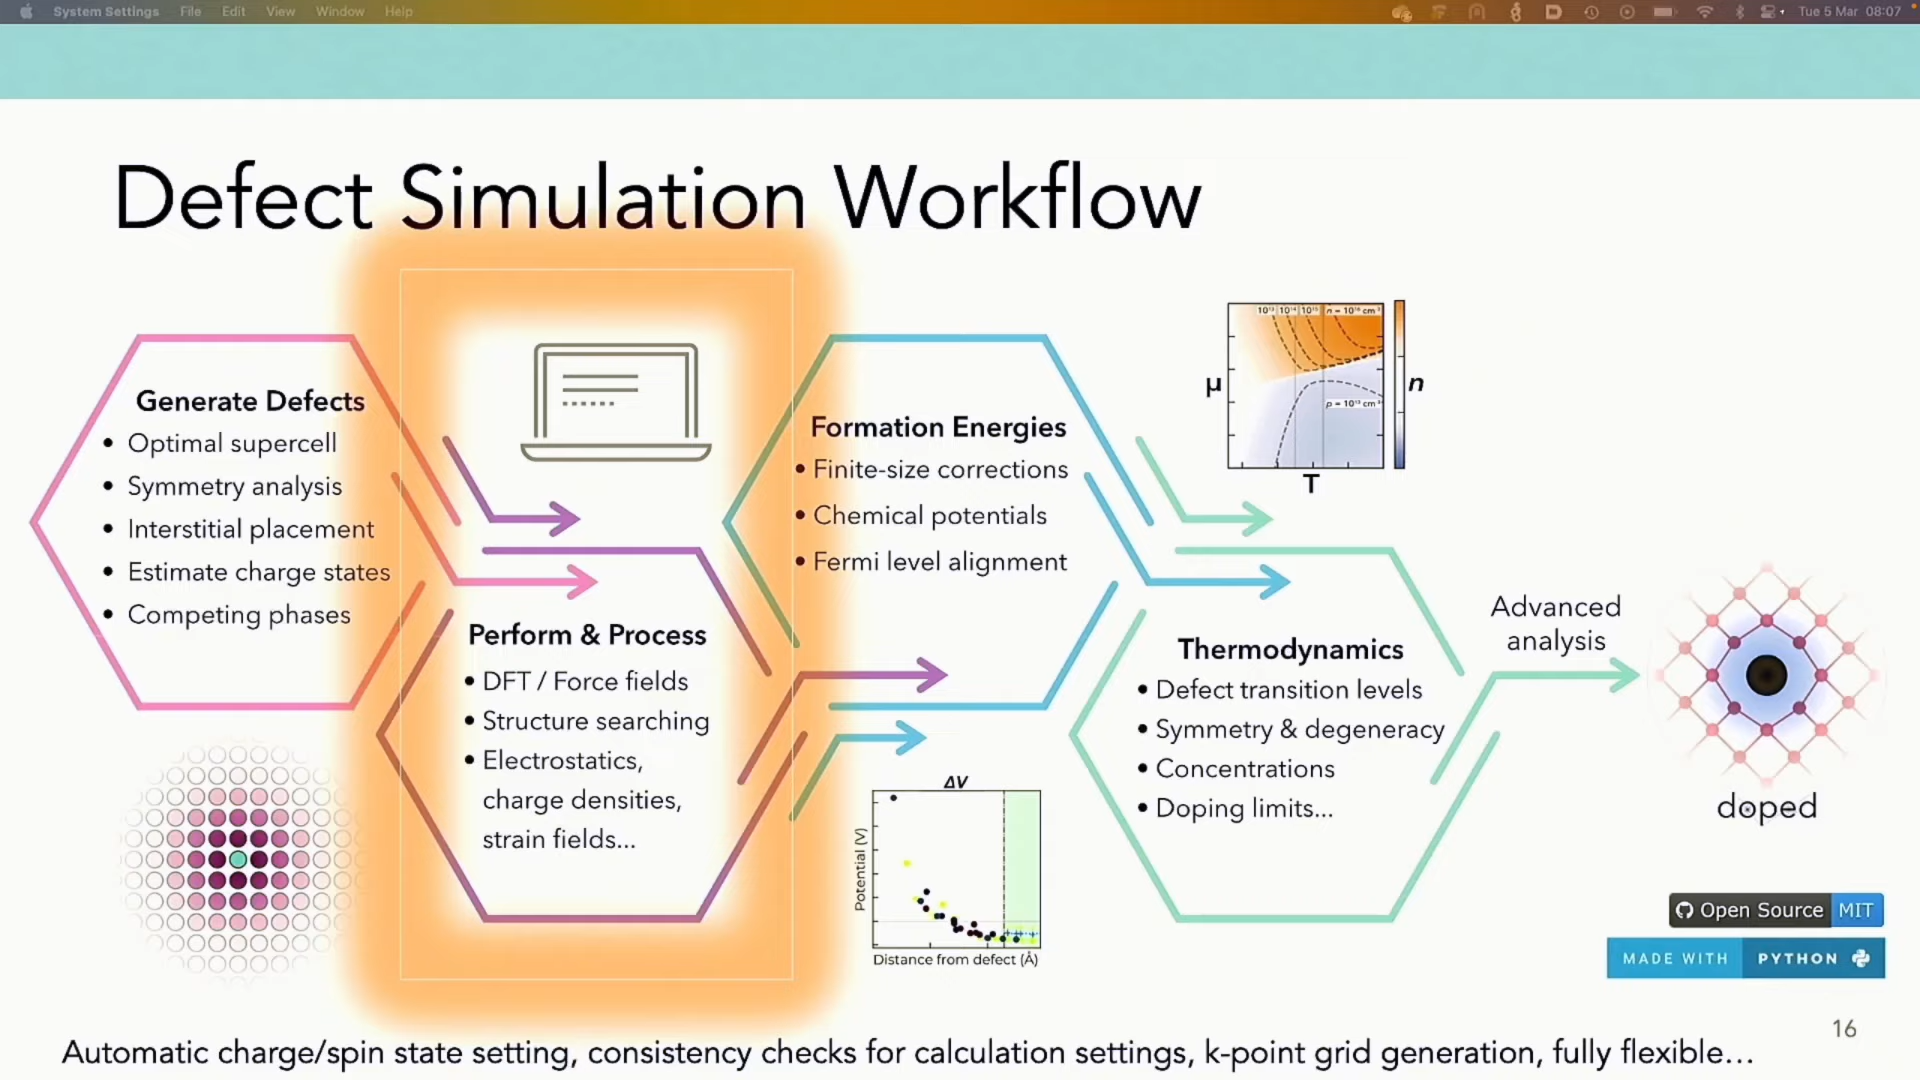 System Settings File Edit View Window Help
Tue 5 Mar 08:07
Defect Simulation Workflow
Generate Defects
• Optimal supercell
• Symmetry analysis
• Interstitial placement
• Estimate charge states
• Competing phases
Perform & Process
• DFT / Force fields
• Structure searching
• Electrostatics,
charge densities,
strain fields...
Formation Energies
• Finite-size corrections
• Chemical potentials
• Fermi level alignment
ΔV
Potential (V)
Distance from defect (Å)
μ
n
T
Thermodynamics
• Defect transition levels
• Symmetry & degeneracy
• Concentrations
• Doping limits...
Advanced
analysis
doped
Open Source MIT
MADE WITH PYTHON
16
Automatic charge/spin state setting, consistency checks for calculation settings, k-point grid generation, fully flexible...